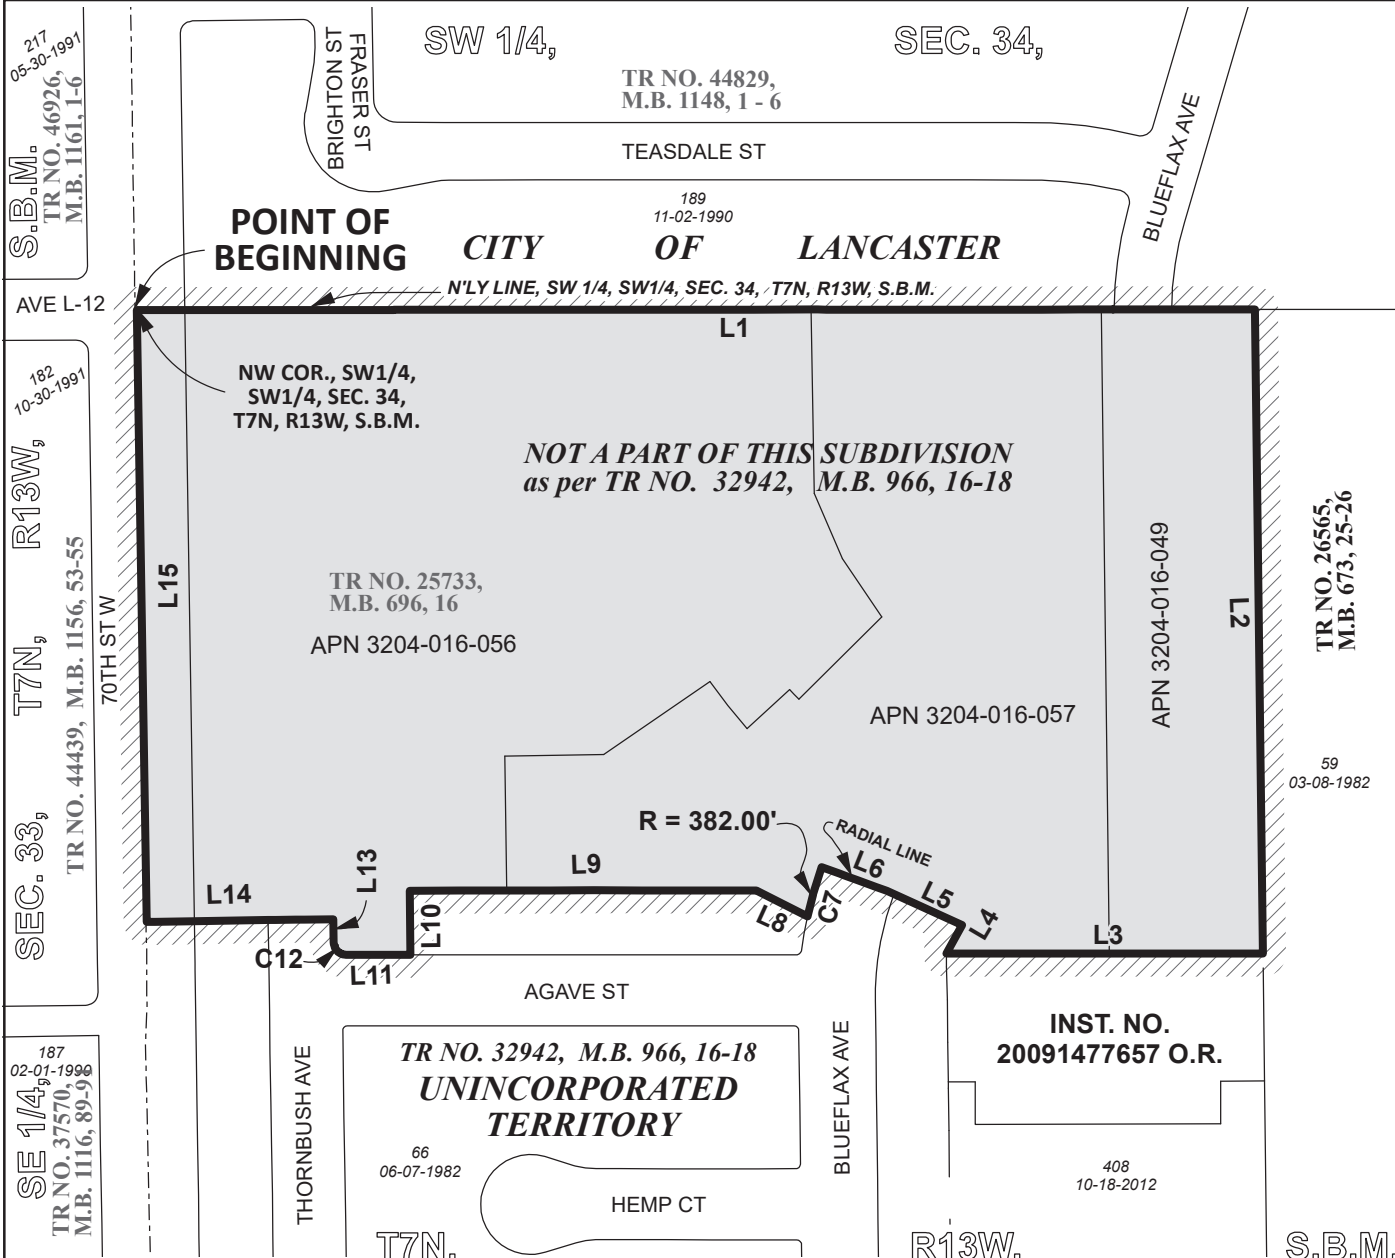 217
05-30-1991
TR NO. 46926,
M.B. 1161, 1-6
S.B.M.
BRIGHTON ST
FRASER ST
SW 1/4,
SEC. 34,
TR NO. 44829,
M.B. 1148, 1 - 6
TEASDALE ST
BLUEFLAX AVE
189
11-02-1990
POINT OF
BEGINNING
CITY OF LANCASTER
N'LY LINE, SW 1/4, SW1/4, SEC. 34, T7N, R13W, S.B.M.
AVE L-12
L1
182
10-30-1991
NW COR., SW1/4,
SW1/4, SEC. 34,
T7N, R13W, S.B.M.
NOT A PART OF THIS SUBDIVISION
as per TR NO. 32942, M.B. 966, 16-18
R13W,
T7N,
SEC. 33,
TR NO. 44439, M.B. 1156, 53-55
70TH ST W
L15
TR NO. 25733,
M.B. 696, 16
APN 3204-016-056
APN 3204-016-057
APN 3204-016-049
L2
TR NO. 26565,
M.B. 673, 25-26
59
03-08-1982
R = 382.00'
RADIAL LINE
L6
L5
L4
L3
C7
L8
L9
L10
L13
L14
C12
L11
AGAVE ST
INST. NO.
20091477657 O.R.
TR NO. 32942, M.B. 966, 16-18
UNINCORPORATED
TERRITORY
187
02-01-1990
SE 1/4,
TR NO. 37570,
M.B. 1116, 89-91
THORNBUSH AVE
BLUEFLAX AVE
66
06-07-1982
HEMP CT
408
10-18-2012
T7N.
R13W.
S.B.M.